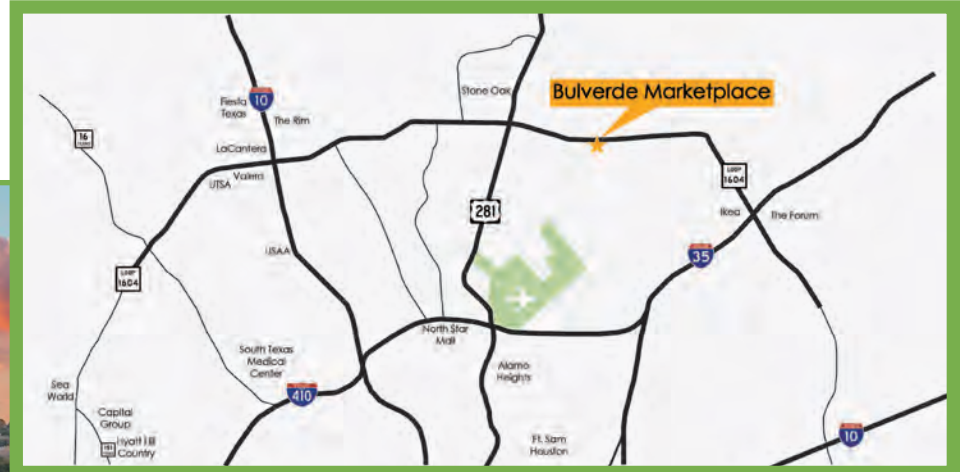 Bulverde Marketplace
Stone Oak
Fiesta
Texas
10
The Rim
16
LaCantera
Valero
UTSA
LOOP
1604
Ikea
The Forum
281
USAA
35
LOOP
1604
North Star
Mall
South Texas
Medical
Center
Alamo
Heights
410
Sea
World
Capital
Group
Hyatt Hill
Country
Ft. Sam
Houston
10